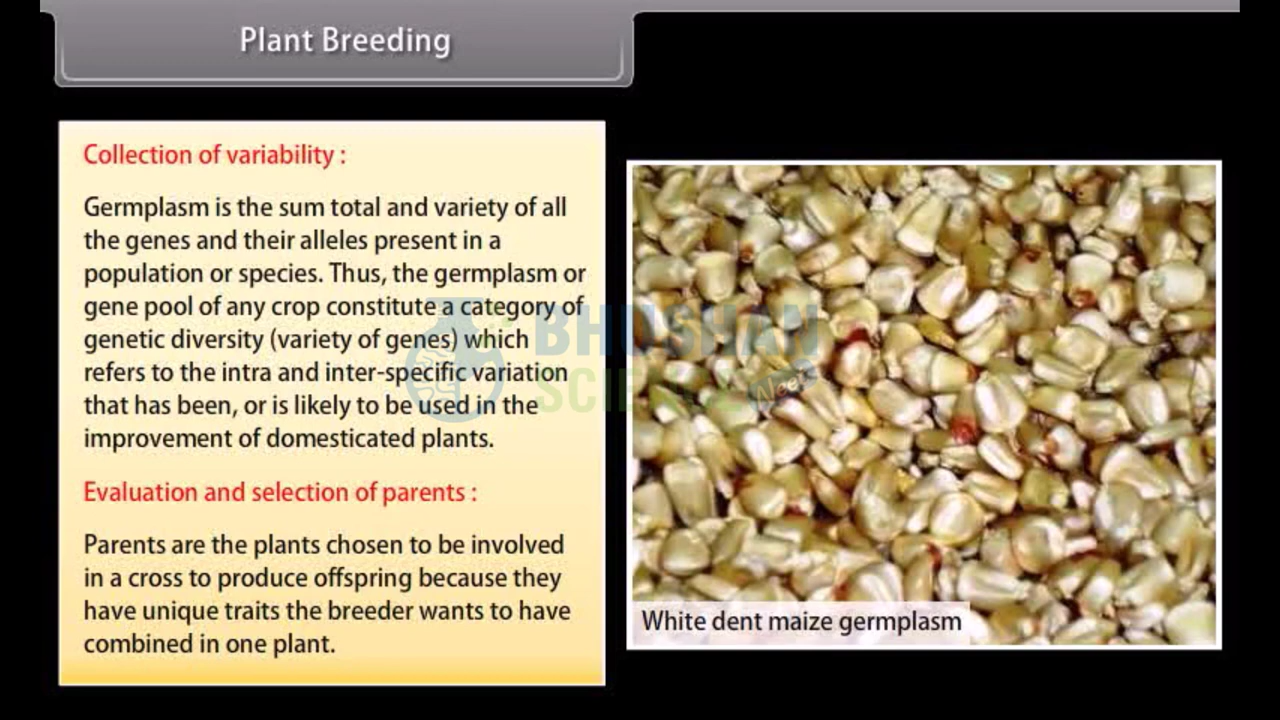 Plant Breeding
Collection of variability :
Germplasm is the sum total and variety of all
the genes and their alleles present in a
population or species. Thus, the germplasm or
gene pool of any crop constitute a category of
genetic diversity (variety of genes) which
refers to the intra and inter-specific variation
that has been, or is likely to be used in the
improvement of domesticated plants.
Evaluation and selection of parents :
Parents are the plants chosen to be involved
in a cross to produce offspring because they
have unique traits the breeder wants to have
combined in one plant.
BHUSHAN
SCIENCE
Neet
White dent maize germplasm